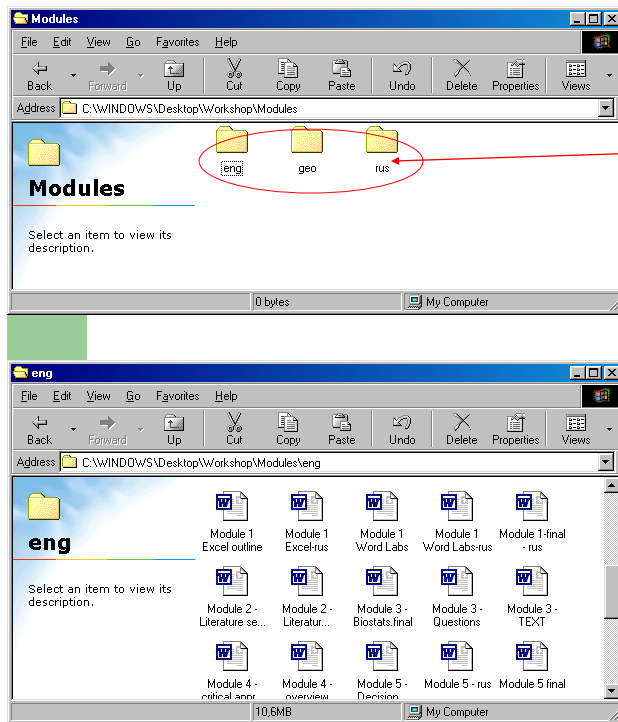 Modules
File Edit View Go Favorites Help
Back Forward Up Cut Copy Paste Undo Delete Properties Views
Address C:\WINDOWS\Desktop\Workshop\Modules
eng geo rus
Modules
Select an item to view its
description.
0 bytes My Computer
eng
File Edit View Go Favorites Help
Back Forward Up Cut Copy Paste Undo Delete Properties Views
Address C:\WINDOWS\Desktop\Workshop\Modules\eng
eng
Select an item to view its
description.
Module 1 Module 1 Module 1 Module 1 Module 1-final
Excel outline Excel-rus Word Labs Word Labs-rus - rus
Module 2 - Module 2 - Module 3 - Module 3 - Module 3 -
Literature se... Literatur... Biostats.final Questions TEXT
Module 4 - Module 4 - Module 5 - Module 5 - rus Module 5 final
critical appr overview Decision
10,6MB My Computer